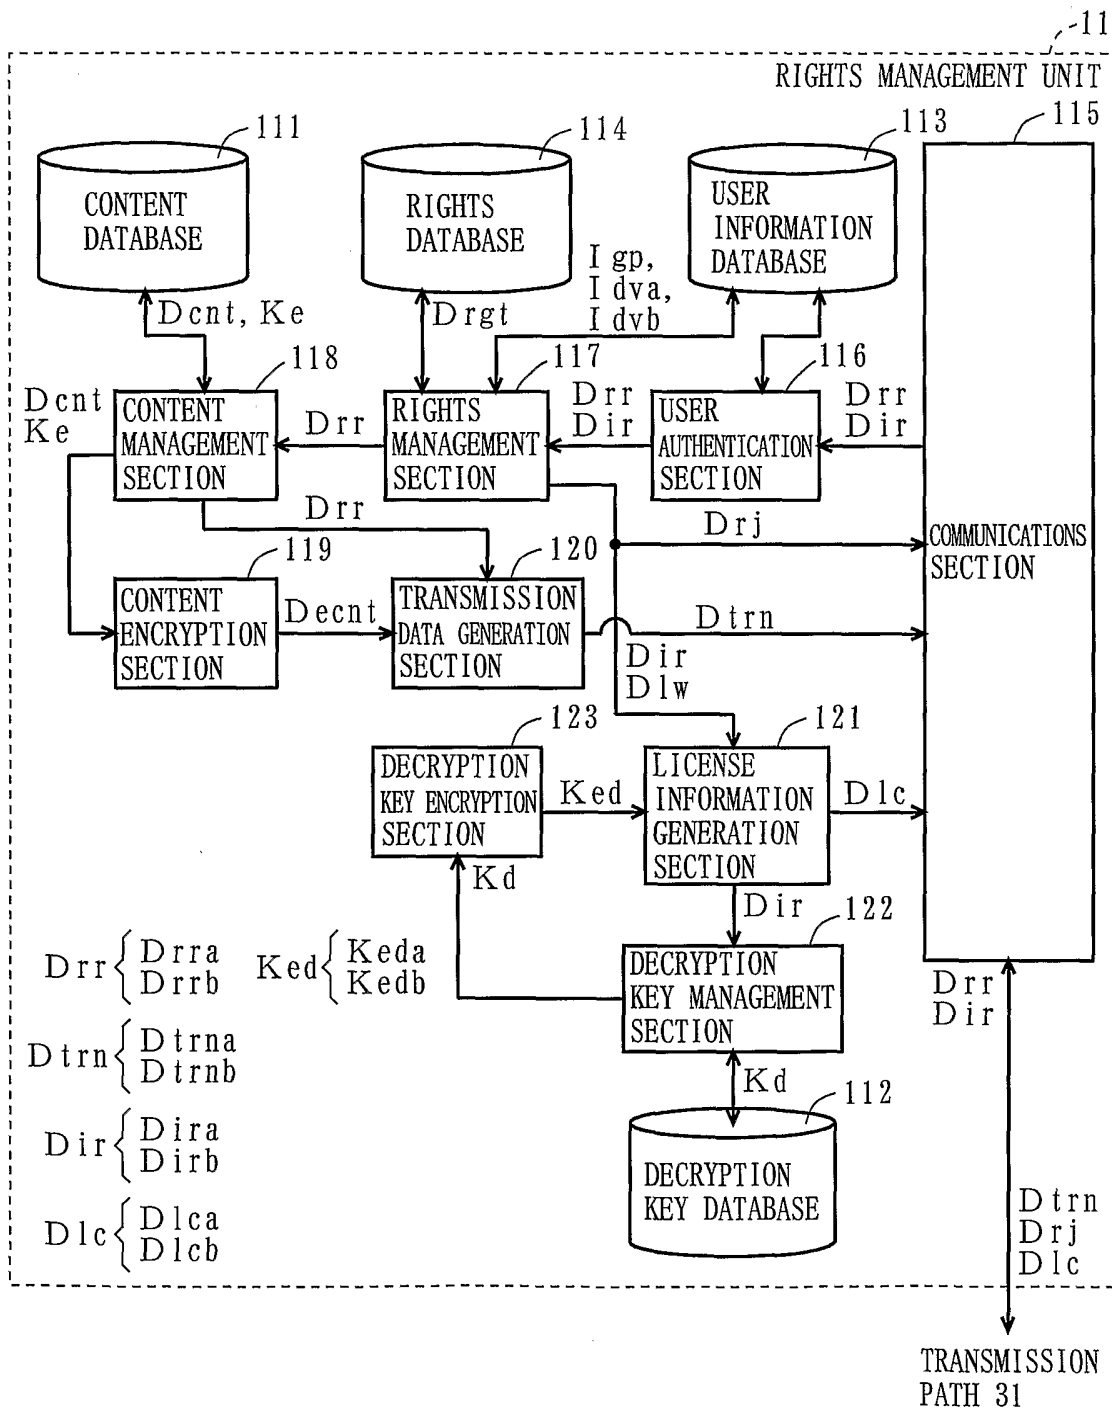 11
RIGHTS MANAGEMENT UNIT
111
114
113
115
CONTENT
DATABASE
RIGHTS
DATABASE
USER
INFORMATION
DATABASE
Dcnt, Ke
Drgt
Igp,
Idva,
Idvb
118
117
116
Dcnt
Ke
CONTENT
MANAGEMENT
SECTION
Drr
RIGHTS
MANAGEMENT
SECTION
Drr
Dir
USER
AUTHENTICATION
SECTION
Drr
Dir
Drr
Drj
COMMUNICATIONS
SECTION
119
120
CONTENT
ENCRYPTION
SECTION
Decnt
TRANSMISSION
DATA GENERATION
SECTION
Dtrn
Dir
Dlw
123
121
DECRYPTION
KEY ENCRYPTION
SECTION
Ked
LICENSE
INFORMATION
GENERATION
SECTION
Dlc
Kd
Dir
122
DECRYPTION
KEY MANAGEMENT
SECTION
Drr
Dir
Drr { Drra
Drrb
Ked { Keda
Kedb
Dtrn { Dtrna
Dtrnb
Kd
112
Dir { Dira
Dirb
DECRYPTION
KEY DATABASE
Dlc { Dlca
Dlcb
Dtrn
Drj
Dlc
TRANSMISSION
PATH 31